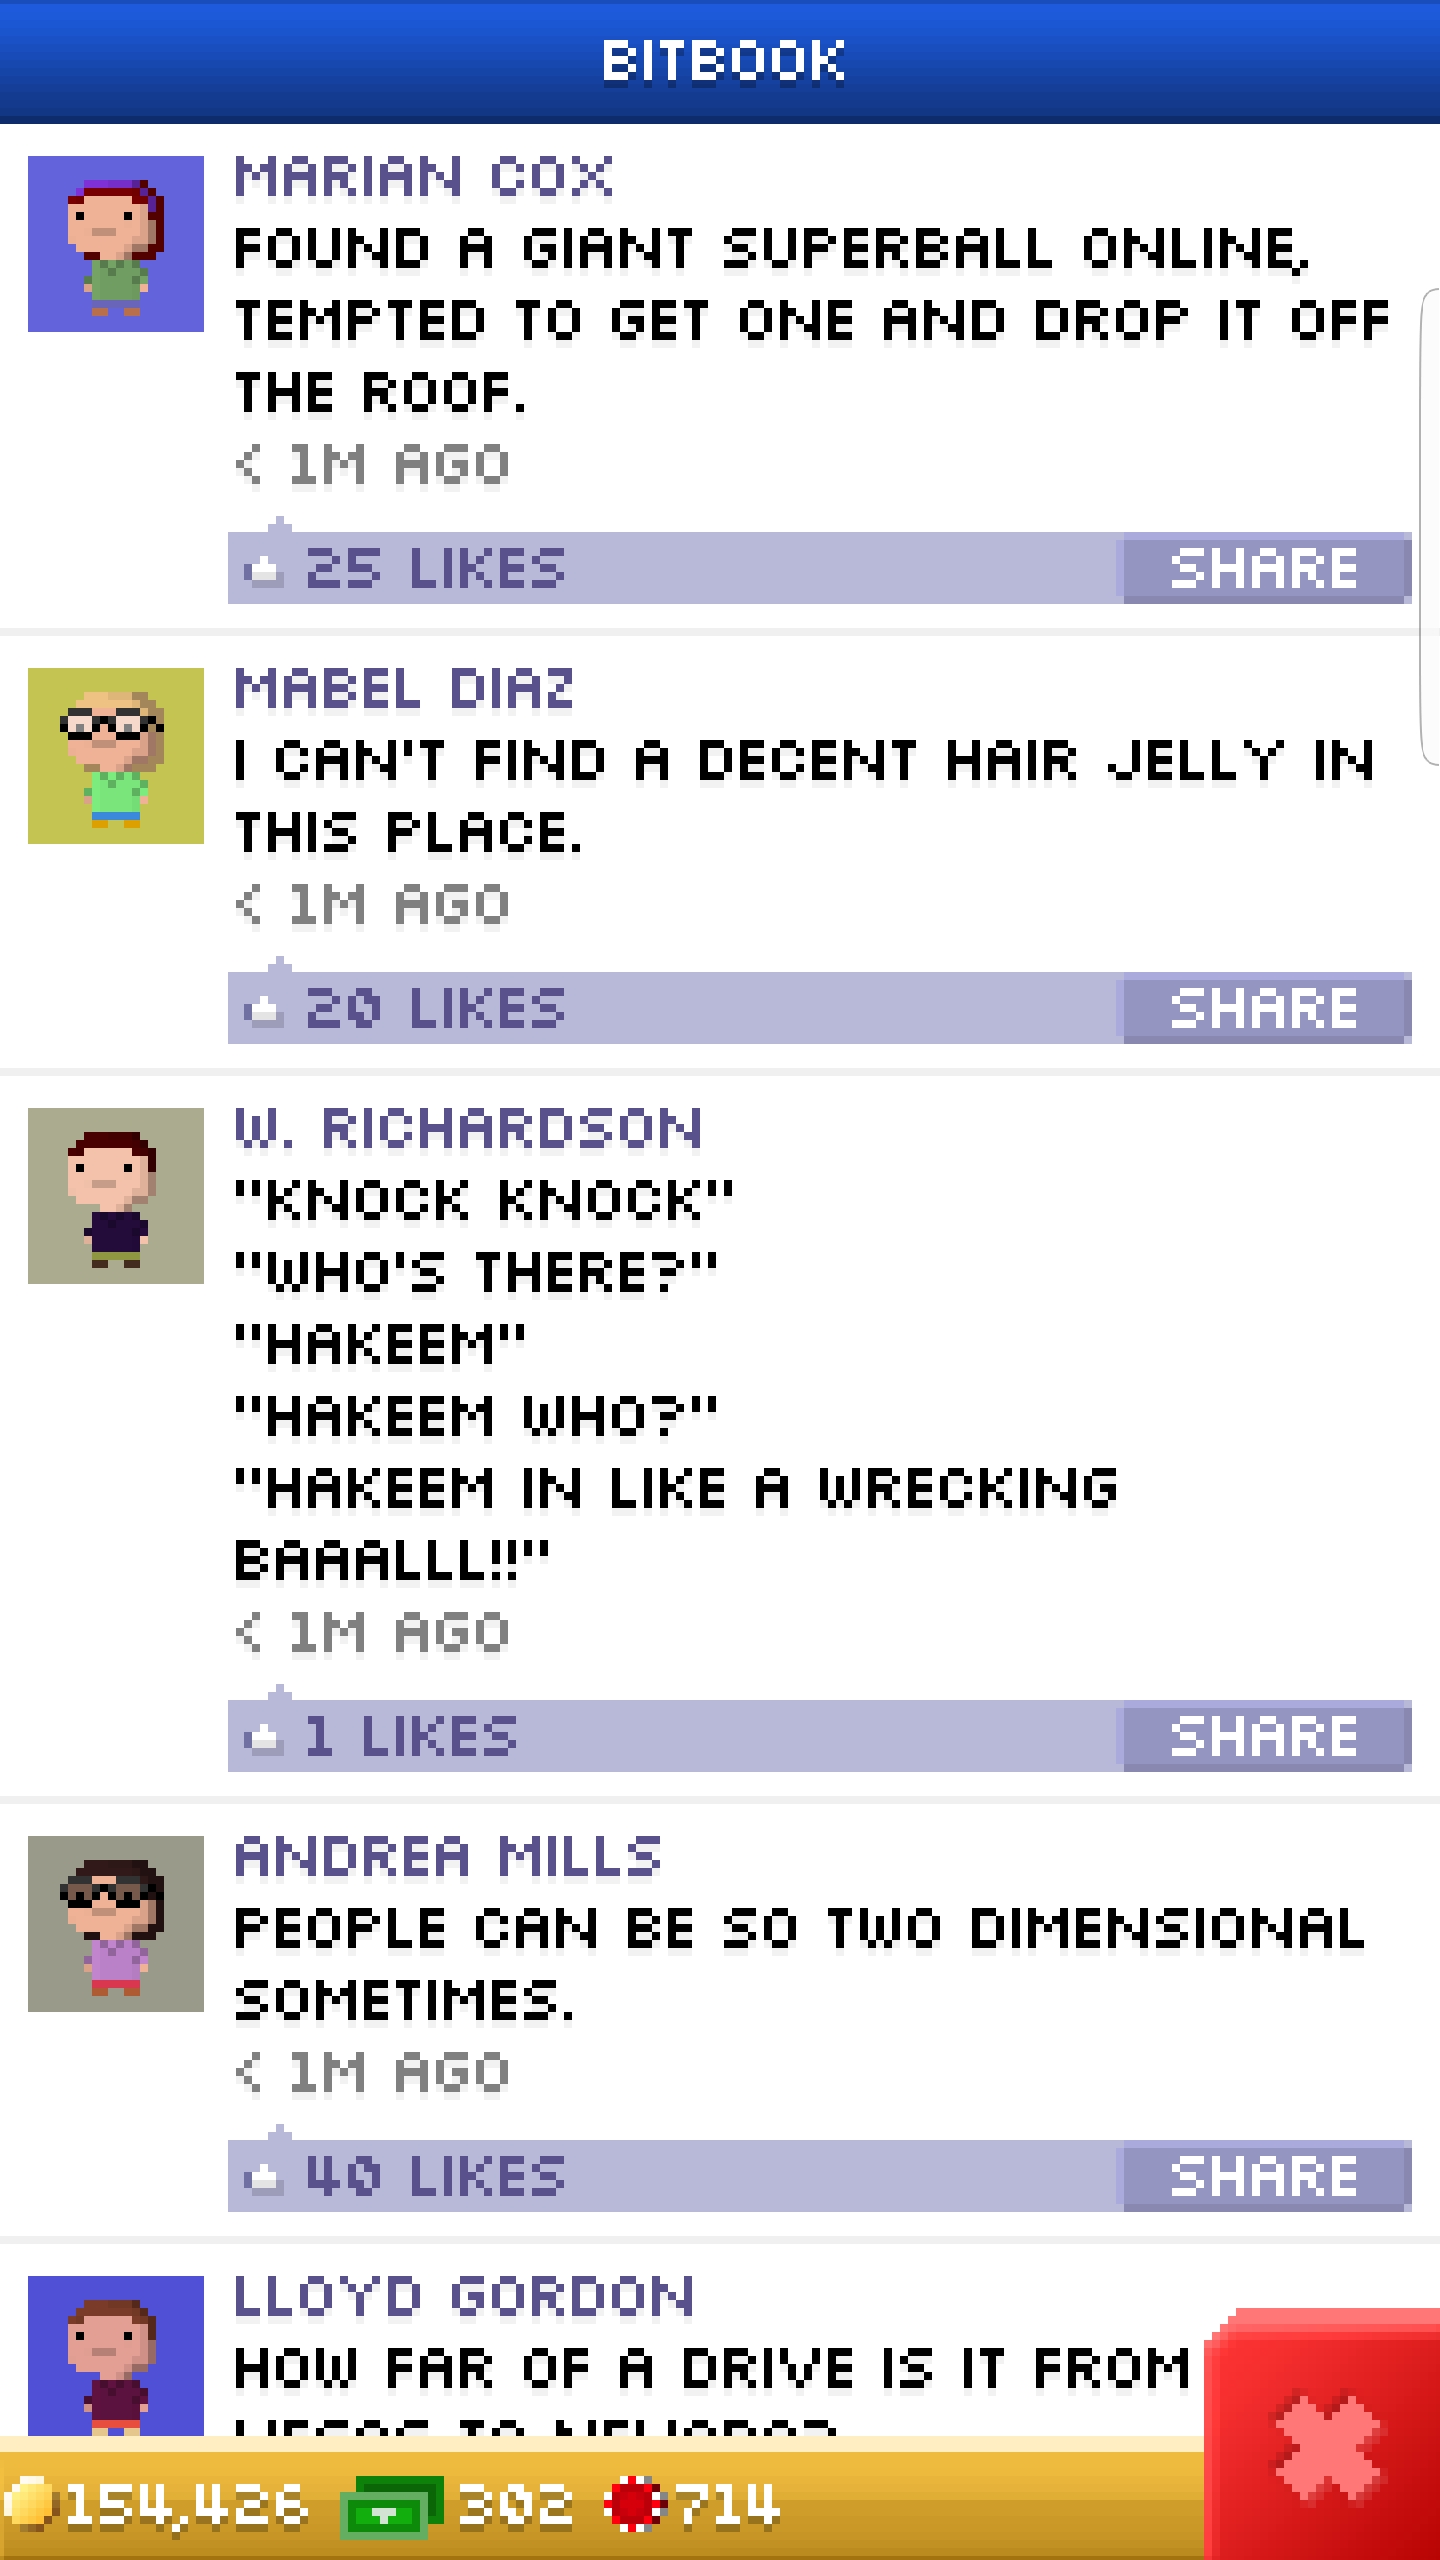 BITBOOK
MARIAN COX
FOUND A GIANT SUPERBALL ONLINE,
TEMPTED TO GET ONE AND DROP IT OFF
THE ROOF.
< 1M AGO
25 LIKES
SHARE
MABEL DIAZ
I CAN'T FIND A DECENT HAIR JELLY IN
THIS PLACE.
< 1M AGO
20 LIKES
SHARE
W. RICHARDSON
"KNOCK KNOCK"
"WHO'S THERE?"
"HAKEEM"
"HAKEEM WHO?"
"HAKEEM IN LIKE A WRECKING
BAAALLL!!"
< 1M AGO
1 LIKES
SHARE
ANDREA MILLS
PEOPLE CAN BE SO TWO DIMENSIONAL
SOMETIMES.
< 1M AGO
40 LIKES
SHARE
LLOYD GORDON
HOW FAR OF A DRIVE IS IT FROM
TO
154,426 302 714